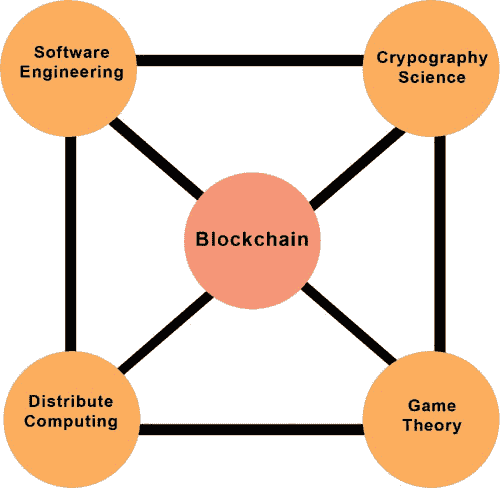 Software
Engineering
Crypography
Science
Blockchain
Distribute
Computing
Game
Theory